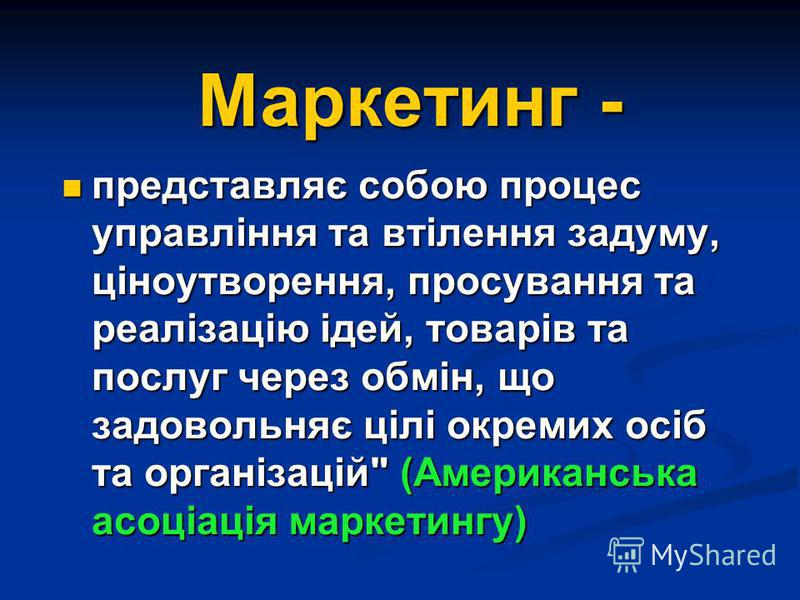 Маркетинг -
представляє собою процес
управління та втілення задуму,
ціноутворення, просування та
реалізацію ідей, товарів та
послуг через обмін, що
задовольняє цілі окремих осіб
та організацій" (Американська
асоціація маркетингу)
MyShared